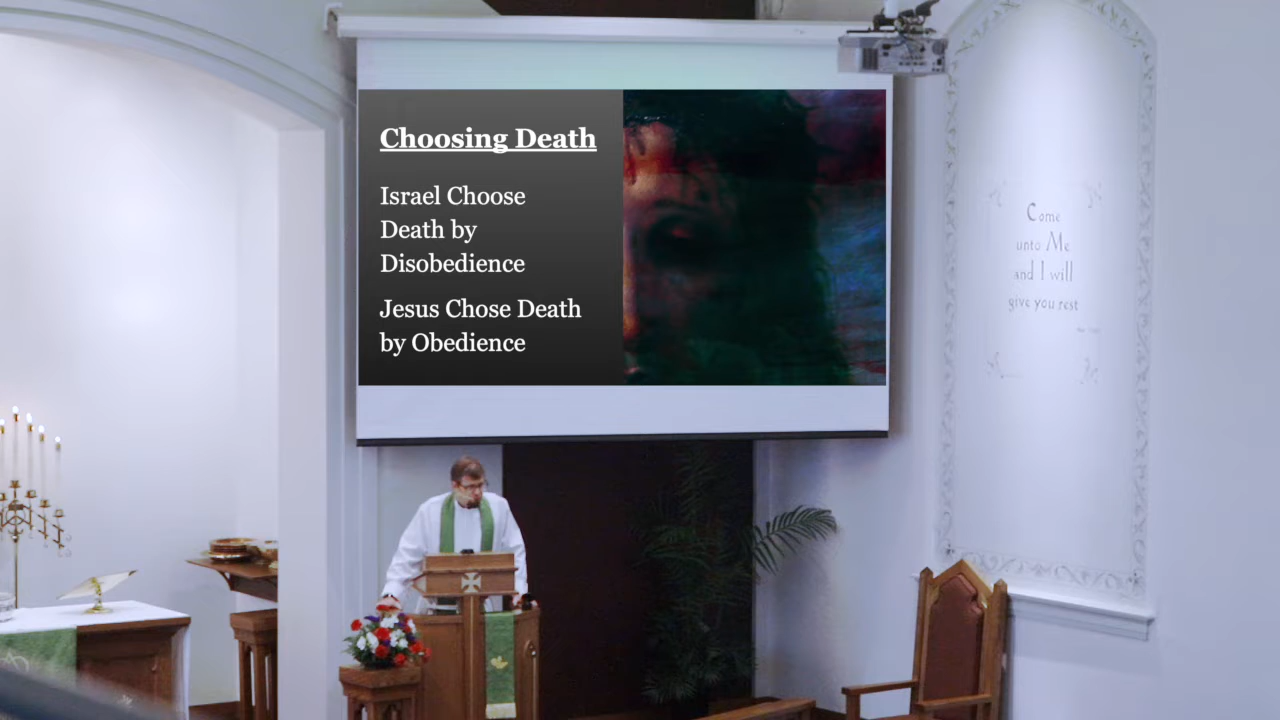 Choosing Death
Israel Choose
Death by
Disobedience
Jesus Chose Death
by Obedience
Come
unto Me
and I will
give you rest